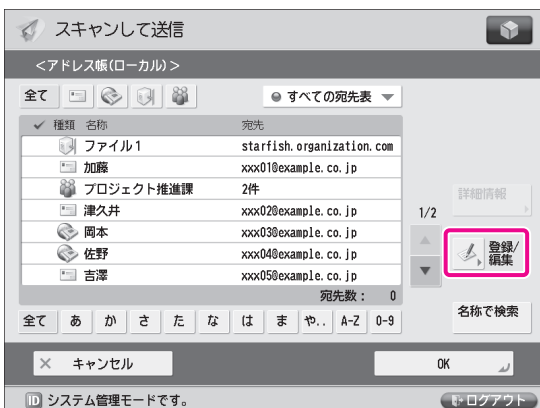 スキャンして送信
<アドレス帳(ローカル)>
全て
すべての宛先表
種類 名称 宛先
ファイル1 starfish.organization.com
加藤 xxx01@example.co.jp
プロジェクト推進課 2件
津久井 xxx02@example.co.jp
岡本 xxx03@example.co.jp
佐野 xxx04@example.co.jp
吉澤 xxx05@example.co.jp
宛先数: 0
1/2
詳細情報
登録/
編集
名称で検索
全て あ か さ た な は ま や.. A-Z 0-9
キャンセル OK
ID システム管理モードです。 ログアウト